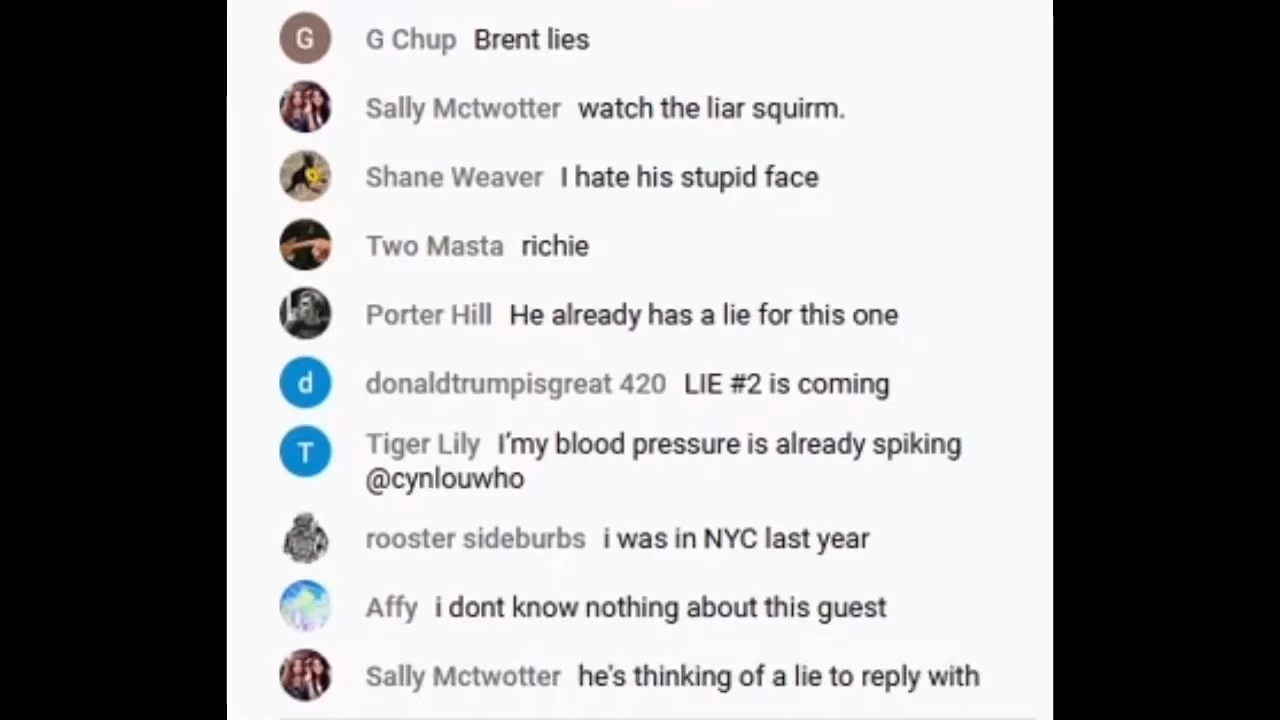 G
G Chup Brent lies
Sally Mctwotter watch the liar squirm.
Shane Weaver I hate his stupid face
Two Masta richie
Porter Hill He already has a lie for this one
d
donaldtrumpisgreat 420 LIE #2 is coming
T
Tiger Lily I'my blood pressure is already spiking
@cynlouwho
rooster sideburbs i was in NYC last year
Affy i dont know nothing about this guest
Sally Mctwotter he's thinking of a lie to reply with